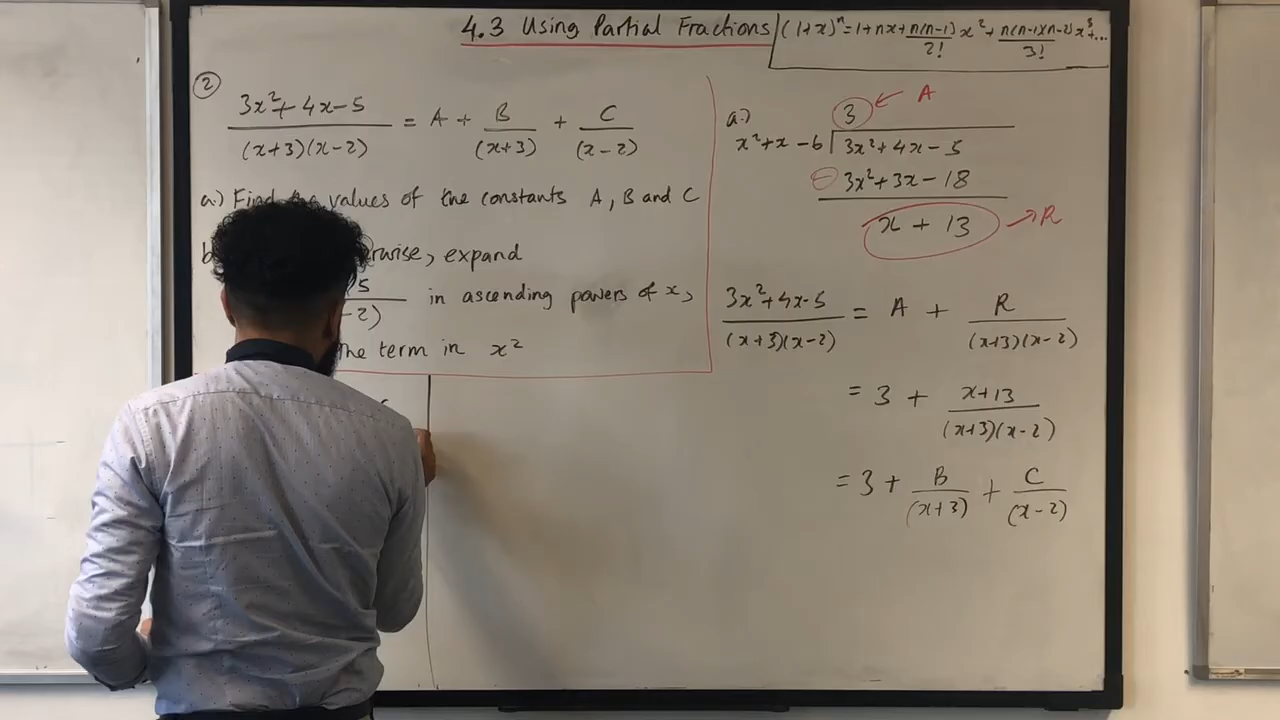 4.3 Using Partial Fractions
(1+x)ⁿ = 1 + nx + n(n-1)/2! x² + n(n-1)(n-2)/3! x³ + ...
②
3x² + 4x - 5 / (x+3)(x-2) = A + B/(x+3) + C/(x-2)
a.) Find the values of the constants A, B and C
b erwise, expand
5 / -2) in ascending powers of x,
the term in x²
a.)
3 ← A
x² + x - 6 3x² + 4x - 5
- 3x² + 3x - 18
x + 13 → R
3x² + 4x - 5 / (x+3)(x-2) = A + R/(x+3)(x-2)
= 3 + x+13/(x+3)(x-2)
= 3 + B/(x+3) + C/(x-2)